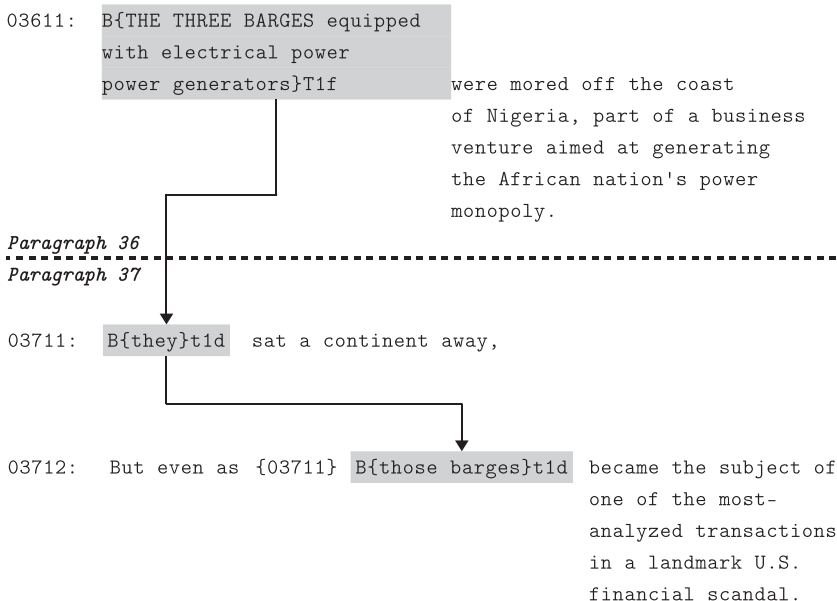 03611: B{THE THREE BARGES equipped
with electrical power
power generators}T1f were mored off the coast
of Nigeria, part of a business
venture aimed at generating
the African nation's power
monopoly.
Paragraph 36
Paragraph 37
03711: B{they}t1d sat a continent away,
03712: But even as {03711} B{those barges}t1d became the subject of
one of the most-
analyzed transactions
in a landmark U.S.
financial scandal.